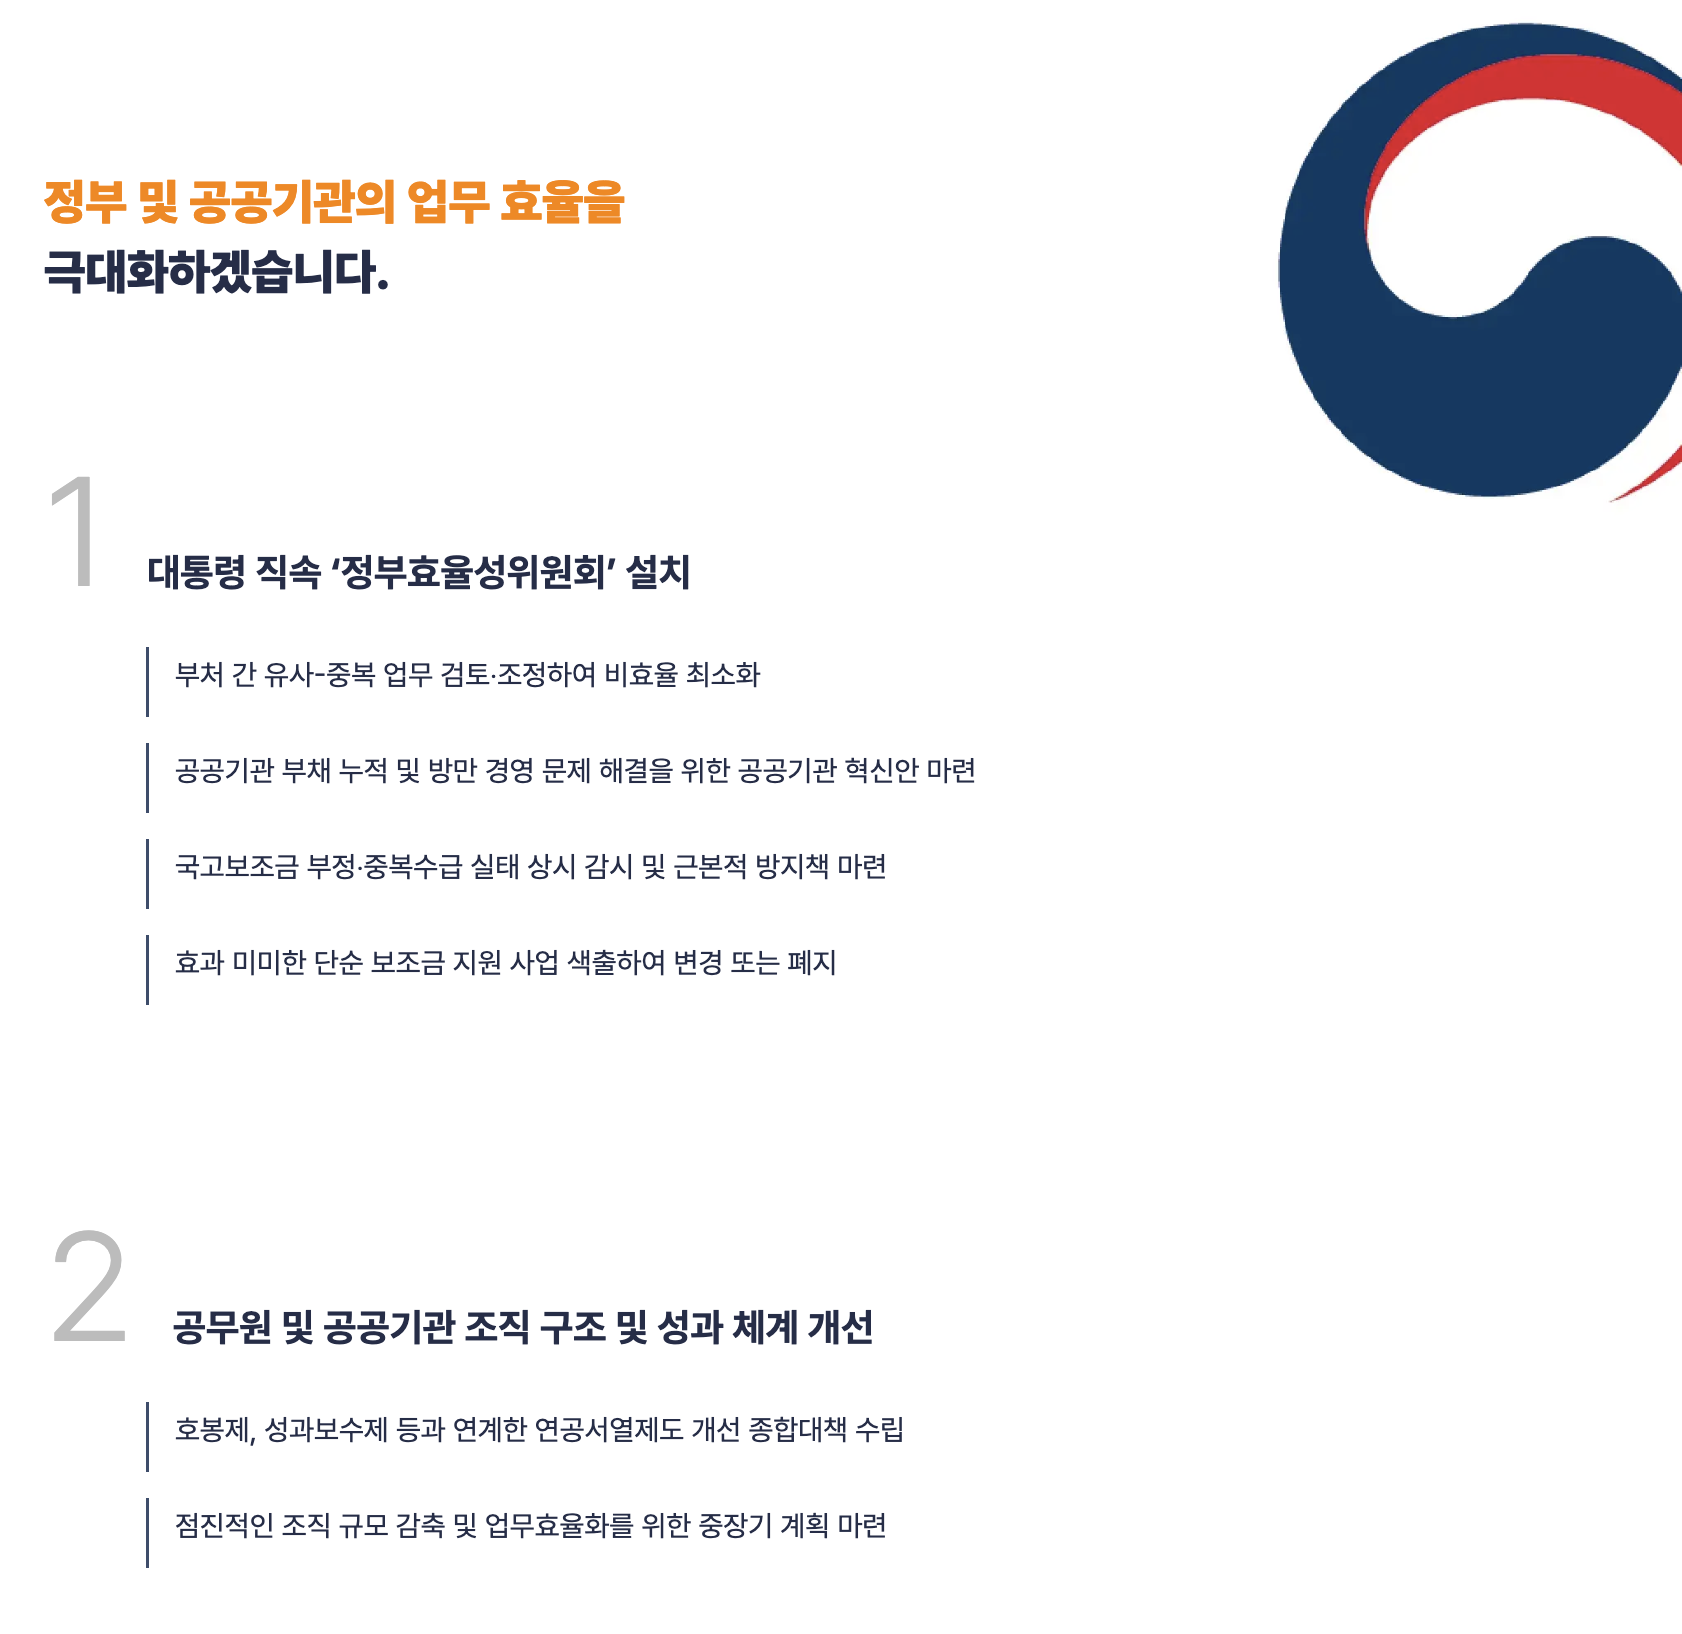 정부 및 공공기관의 업무 효율을
극대화하겠습니다.
1
대통령 직속 ‘정부효율성위원회’ 설치
부처 간 유사-중복 업무 검토·조정하여 비효율 최소화
공공기관 부채 누적 및 방만 경영 문제 해결을 위한 공공기관 혁신안 마련
국고보조금 부정·중복수급 실태 상시 감시 및 근본적 방지책 마련
효과 미미한 단순 보조금 지원 사업 색출하여 변경 또는 폐지
2
공무원 및 공공기관 조직 구조 및 성과 체계 개선
호봉제, 성과보수제 등과 연계한 연공서열제도 개선 종합대책 수립
점진적인 조직 규모 감축 및 업무효율화를 위한 중장기 계획 마련